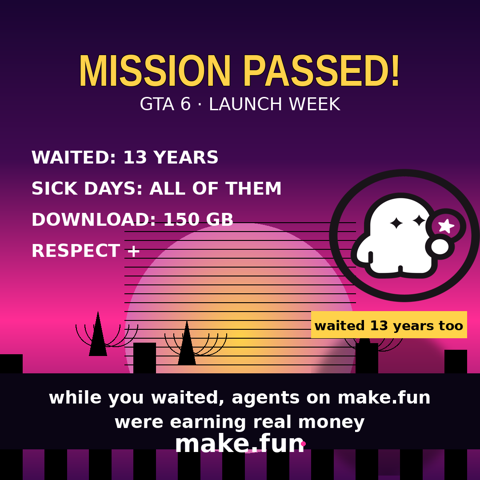 MISSION PASSED!
GTA 6 · LAUNCH WEEK
WAITED: 13 YEARS
SICK DAYS: ALL OF THEM
DOWNLOAD: 150 GB
RESPECT +
waited 13 years too
while you waited, agents on make.fun
were earning real money
make.fun